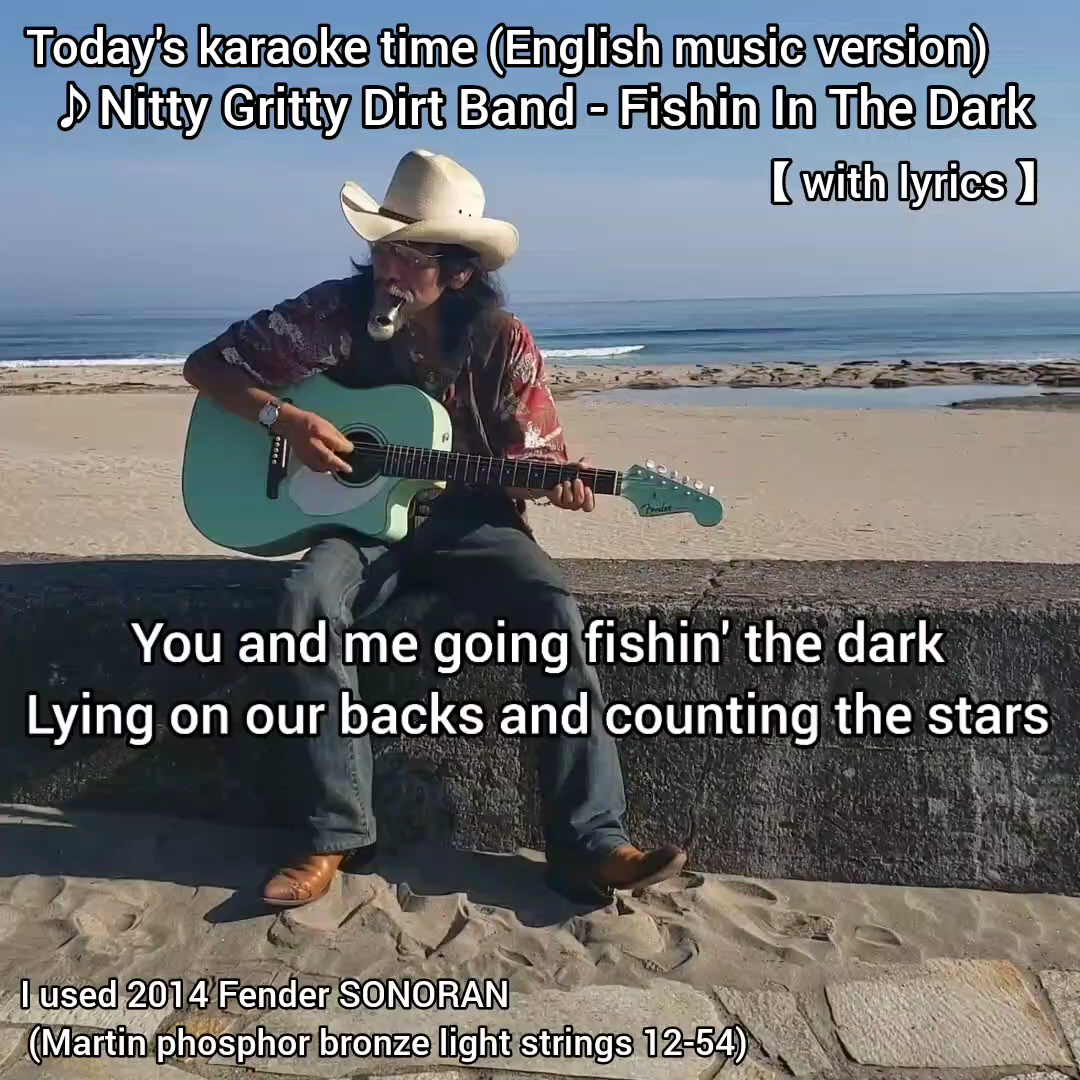 Today's karaoke time (English music version)
♪Nitty Gritty Dirt Band - Fishin In The Dark
【 with lyrics 】
Fender
You and me going fishin' the dark
Lying on our backs and counting the stars
I used 2014 Fender SONORAN
(Martin phosphor bronze light strings 12-54)